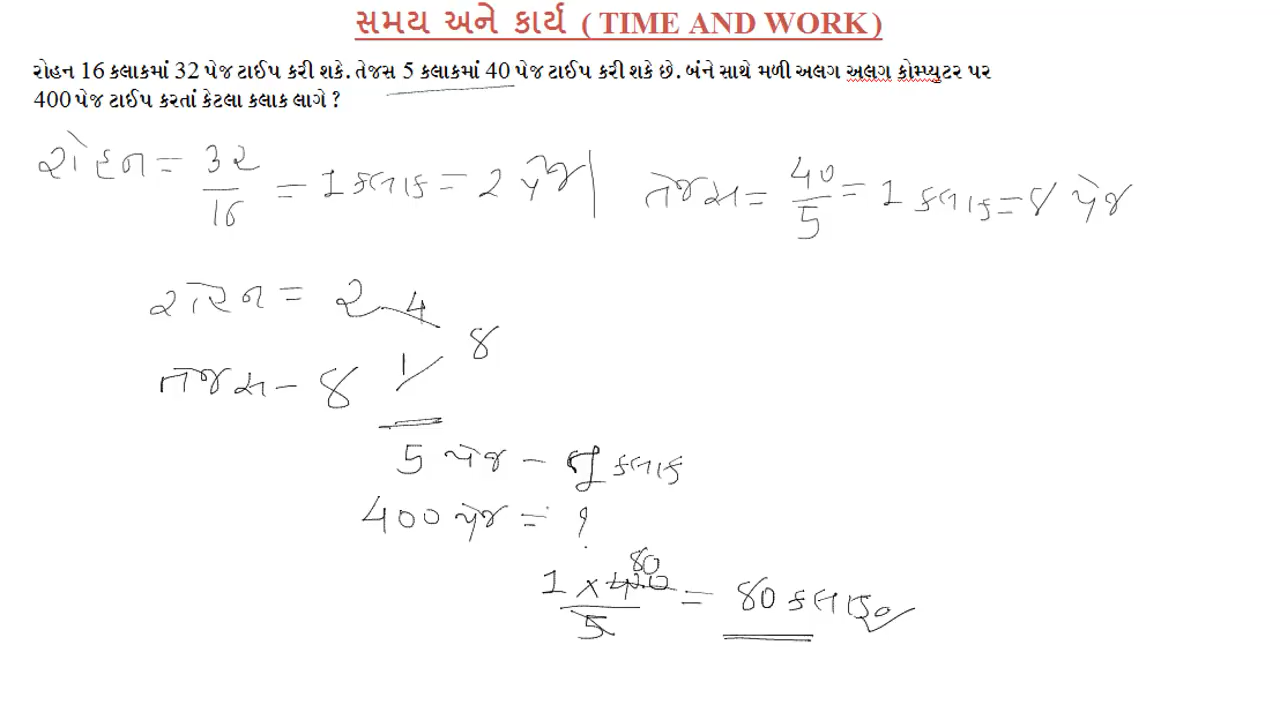 સમય અને કાર્ય ( TIME AND WORK )
રોહન 16 કલાકમાં 32 પેજ ટાઈપ કરી શકે. તેજસ 5 કલાકમાં 40 પેજ ટાઈપ કરી શકે છે. બંને સાથે મળી અલગ અલગ કોમ્પ્યુટર પર
400 પેજ ટાઈપ કરતાં કેટલા કલાક લાગે ?
રોહન = 32/16 = 1 કલાક = 2 પેજ | તેજસ = 40/5 = 1 કલાક = 8 પેજ
રોહન = 2 4
8
તેજસ - 8 1
5 પેજ - નુ કલાક
400 પેજ = ?
1 x 400/5 80 = 80 કલાક